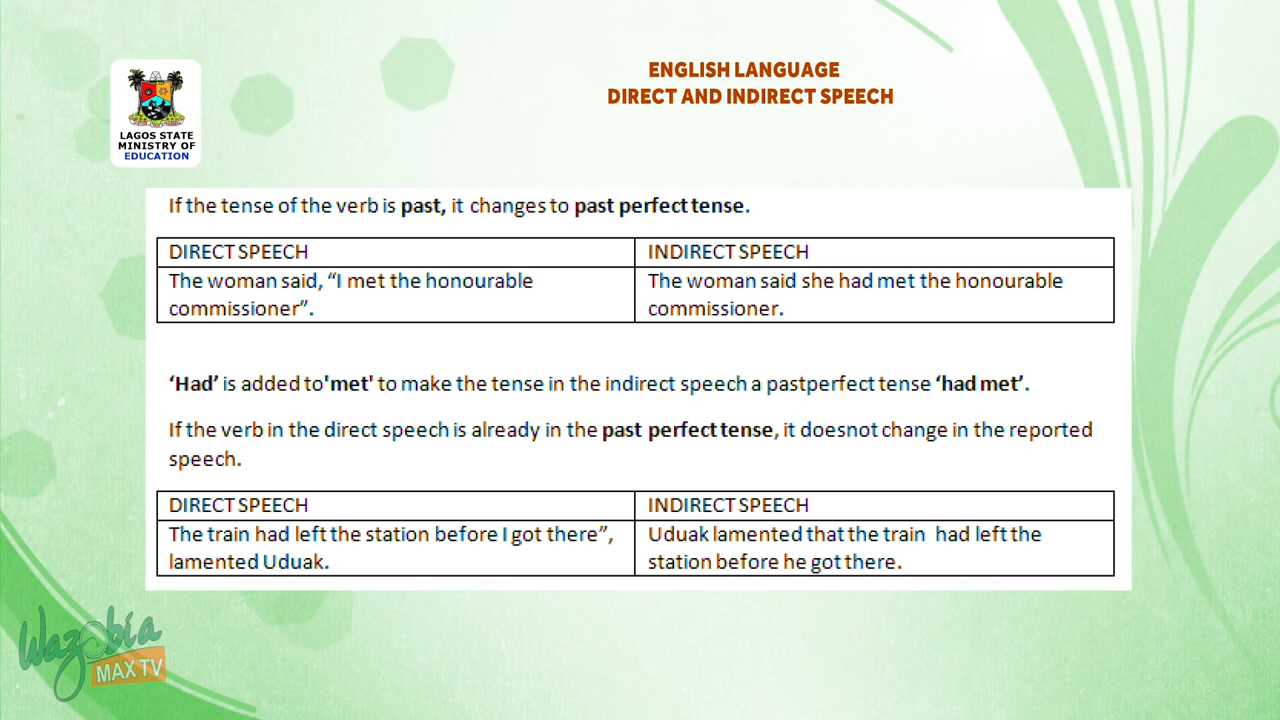 ENGLISH LANGUAGE
DIRECT AND INDIRECT SPEECH
LAGOS STATE
MINISTRY OF
EDUCATION
If the tense of the verb is past, it changes to past perfect tense.
DIRECT SPEECH
INDIRECT SPEECH
The woman said, “I met the honourable
commissioner”.
The woman said she had met the honourable
commissioner.
‘Had’ is added to'met' to make the tense in the indirect speech a pastperfect tense ‘had met’.
If the verb in the direct speech is already in the past perfect tense, it doesnot change in the reported
speech.
DIRECT SPEECH
INDIRECT SPEECH
The train had left the station before I got there”,
lamented Uduak.
Uduak lamented that the train had left the
station before he got there.
Wazobia
MAX TV